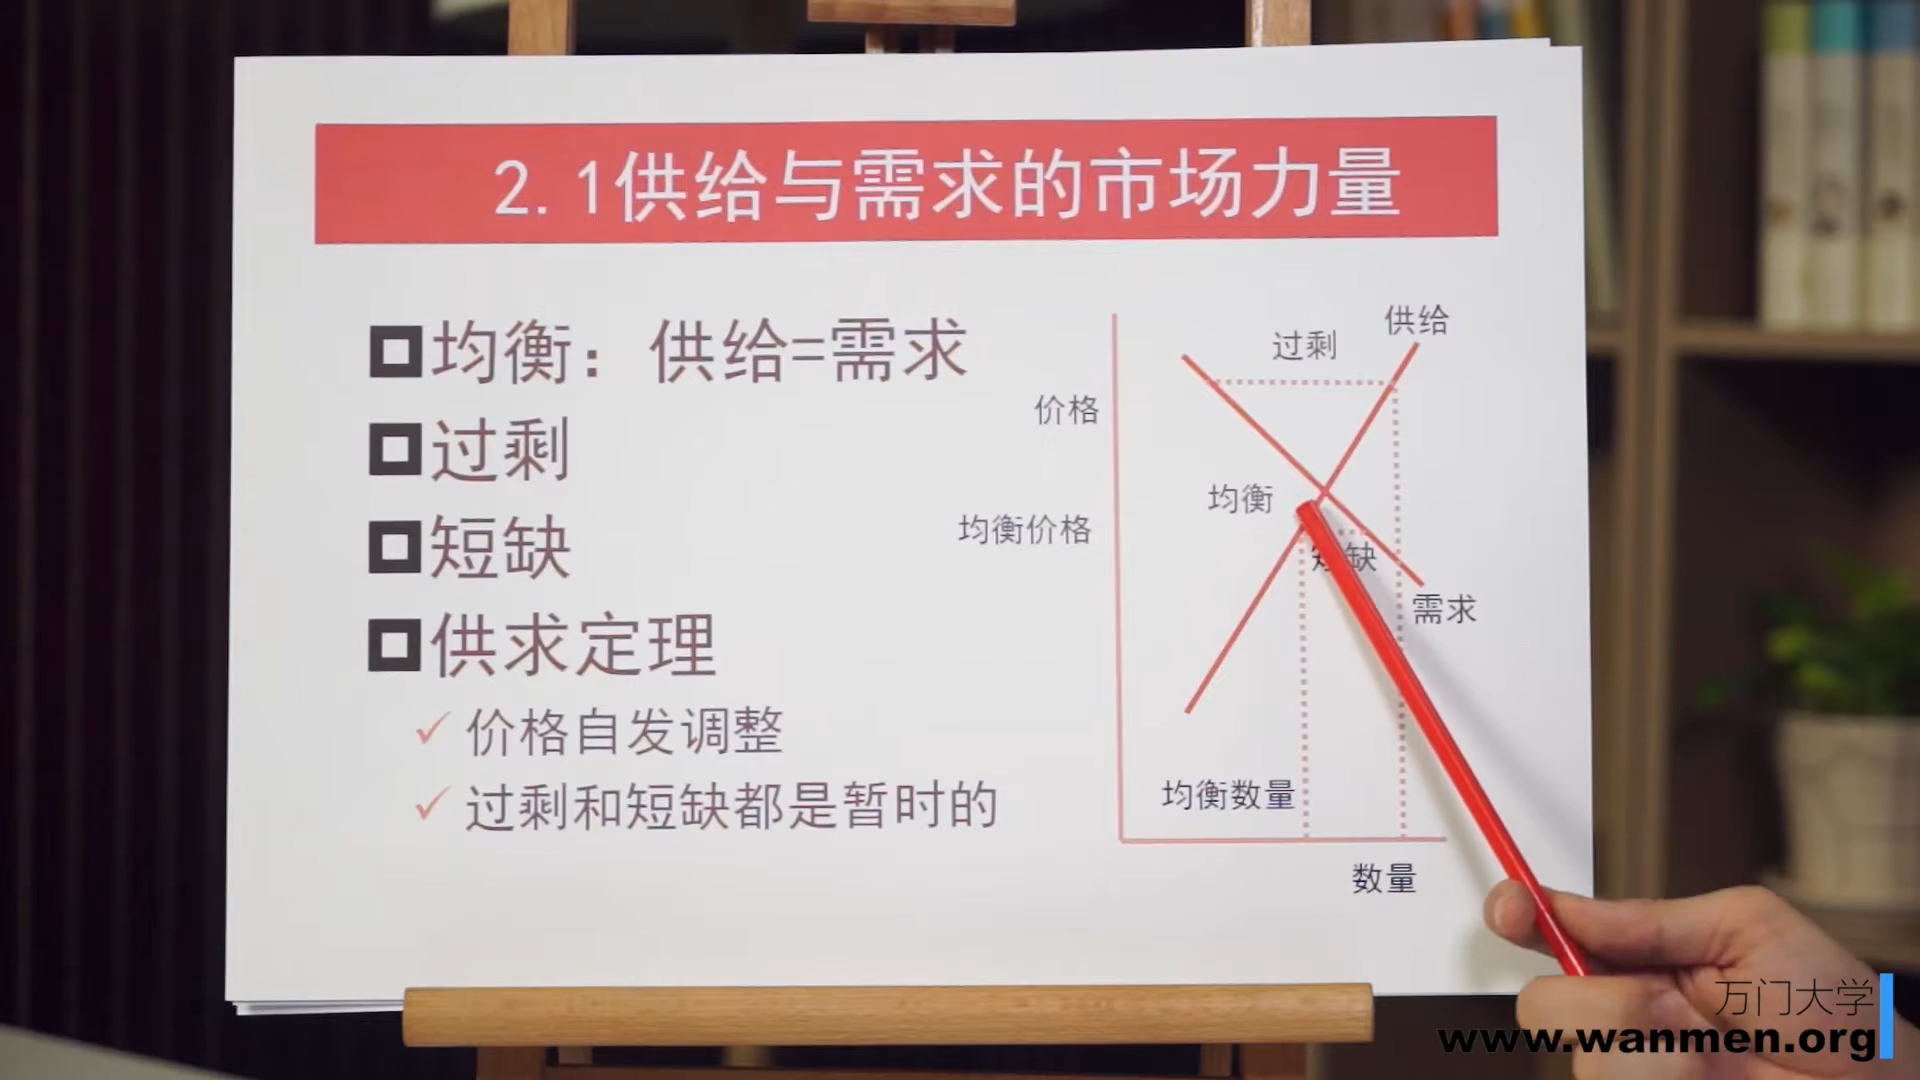 2.1供给与需求的市场力量
均衡：供给=需求
过剩
短缺
供求定理
✓ 价格自发调整
✓ 过剩和短缺都是暂时的
供给
过剩
价格
均衡
均衡价格
短缺
需求
均衡数量
数量
万门大学
www.wanmen.org